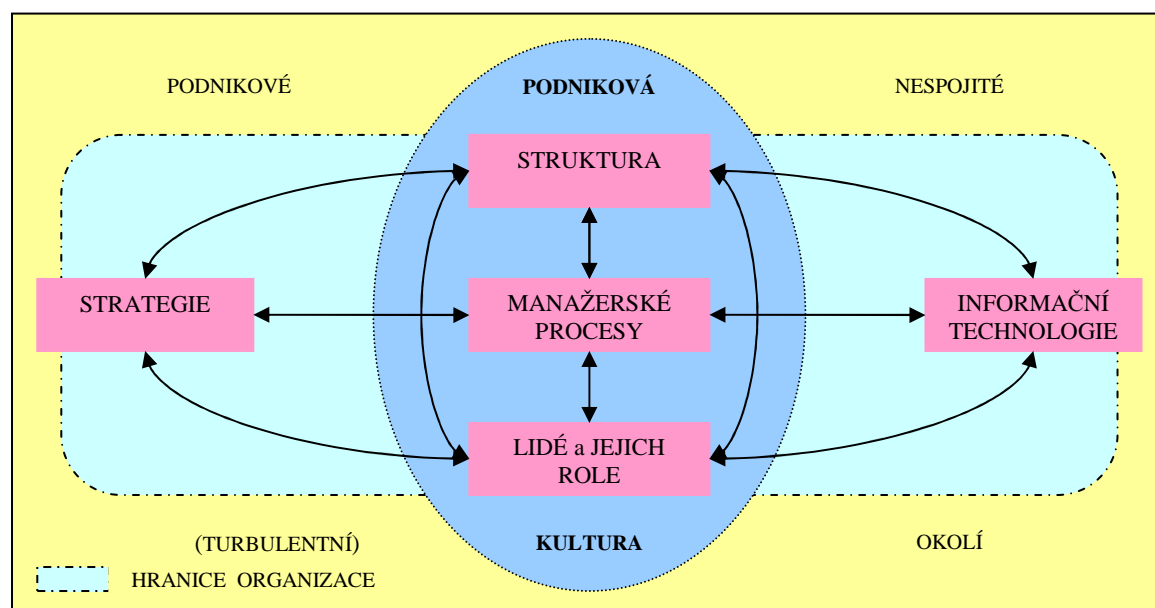 PODNIKOVÉ
PODNIKOVÁ
NESPOJITÉ
STRUKTURA
STRATEGIE
MANAŽERSKÉ
PROCESY
INFORMAČNÍ
TECHNOLOGIE
LIDÉ a JEJICH
ROLE
(TURBULENTNÍ)
KULTURA
OKOLÍ
HRANICE ORGANIZACE